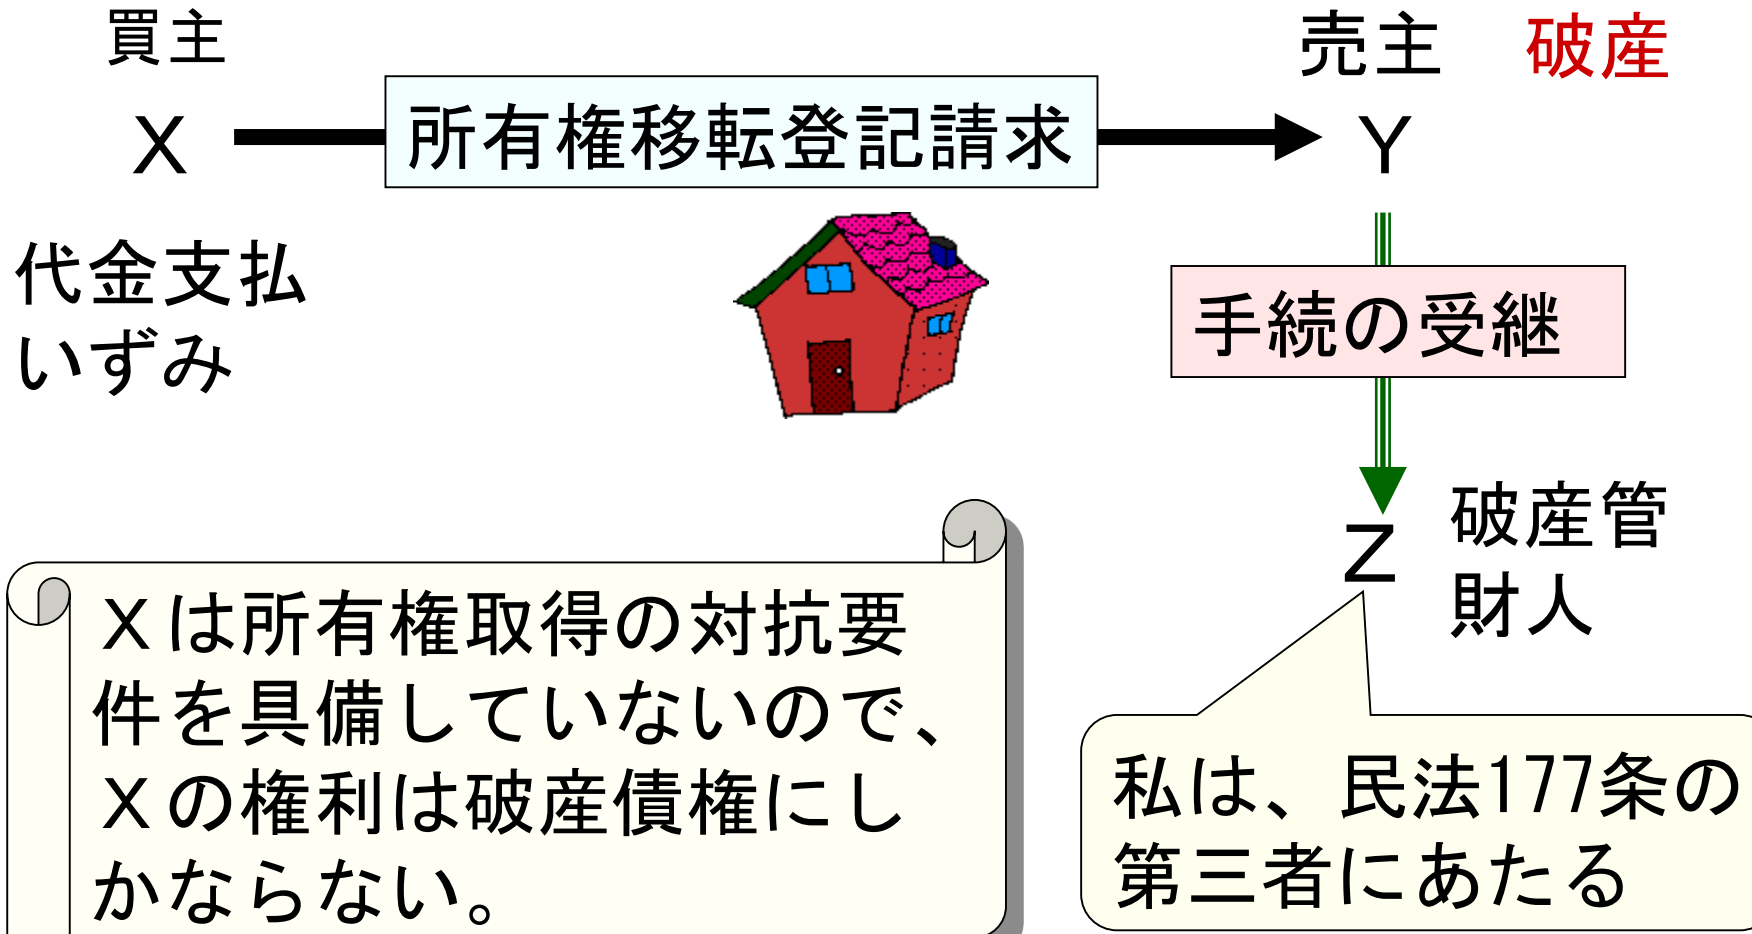 買主
売主 破産
X
所有権移転登記請求
Y
代金支払
いずみ
手続の受継
Z
破産管
財人
Xは所有権取得の対抗要
件を具備していないので、
Xの権利は破産債権にし
かならない。
私は、民法177条の
第三者にあたる